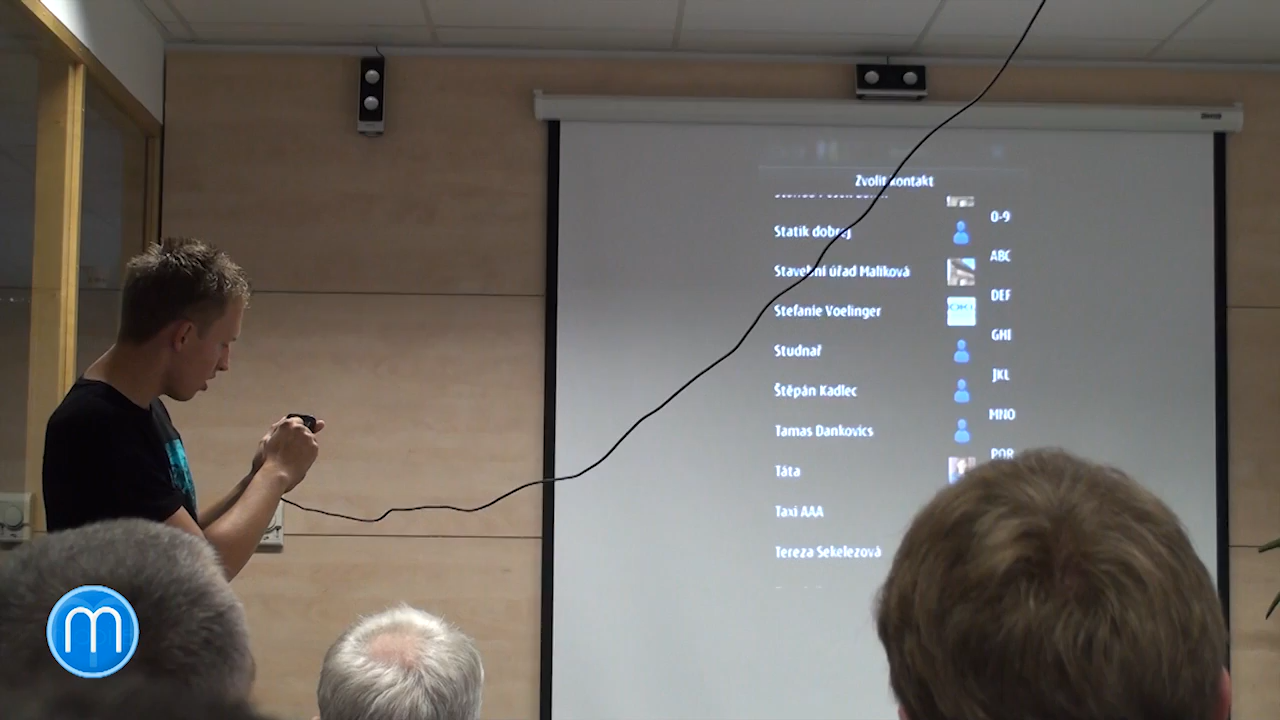 Zvolit kontakt
Statik dobrej
Stavební úřad Malíková
Stefanie Voelinger
Studnař
Štěpán Kadlec
Tamas Dankovics
Táta
Taxi AAA
Tereza Sekelezová
0-9
ABC
DEF
GHI
JKL
MNO
PQR
m